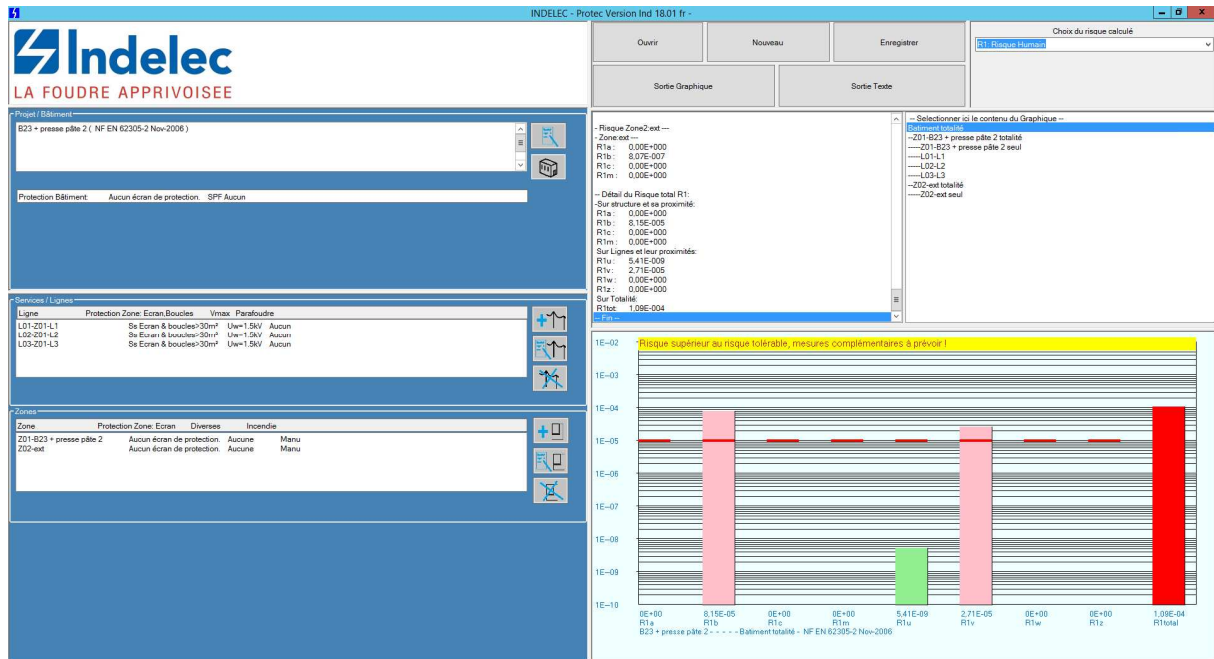 INDELEC - Protec Version Ind 18.01 fr -
Indelec
LA FOUDRE APPRIVOISEE
Ouvrir
Nouveau
Enregistrer
Sortie Graphique
Sortie Texte
Choix du risque calculé
R1: Risque Humain
Projet / Bâtiment
B23 + presse pâte 2 ( NF EN 62305-2 Nov-2006 )
Protection Bâtiment: Aucun écran de protection. SPF Aucun
Services / Lignes
Ligne Protection Zone: Ecran,Boucles Vmax Parafoudre
L01-Z01-L1 Ss Ecran & boucles>30m² Uw=1.5kV Aucun
L02-Z01-L2 Ss Ecran & boucles>30m² Uw=1.5kV Aucun
L03-Z01-L3 Ss Ecran & boucles>30m² Uw=1.5kV Aucun
Zones
Zone Protection Zone: Ecran Diverses Incendie
Z01-B23 + presse pâte 2 Aucun écran de protection. Aucune Manu
Z02-ext Aucun écran de protection. Aucune Manu
- Risque Zone2:ext ---
- Zone:ext ---
R1a : 0,00E+000
R1b : 8,07E-007
R1c : 0,00E+000
R1m : 0,00E+000
-- Détail du Risque total R1:
-Sur structure et sa proximité:
R1a : 0,00E+000
R1b : 8,15E-005
R1c : 0,00E+000
R1m : 0,00E+000
Sur Lignes et leur proximités:
R1u : 5,41E-009
R1v : 2,71E-005
R1w : 0,00E+000
R1z : 0,00E+000
Sur Totalité:
R1tot: 1,09E-004
-- Fin --
-- Selectionner ici le contenu du Graphique --
Batiment totalité
--Z01-B23 + presse pâte 2 totalité
-----Z01-B23 + presse pâte 2 seul
-----L01-L1
-----L02-L2
-----L03-L3
--Z02-ext totalité
-----Z02-ext seul
Risque supérieur au risque tolérable, mesures complémentaires à prévoir !
1E-02
1E-03
1E-04
1E-05
1E-06
1E-07
1E-08
1E-09
1E-10
0E+00 8,15E-05 0E+00 0E+00 5,41E-09 2,71E-05 0E+00 0E+00 1,09E-04
R1a R1b R1c R1m R1u R1v R1w R1z R1total
B23 + presse pâte 2 - - - - - Batiment totalité - NF EN 62305-2 Nov-2006